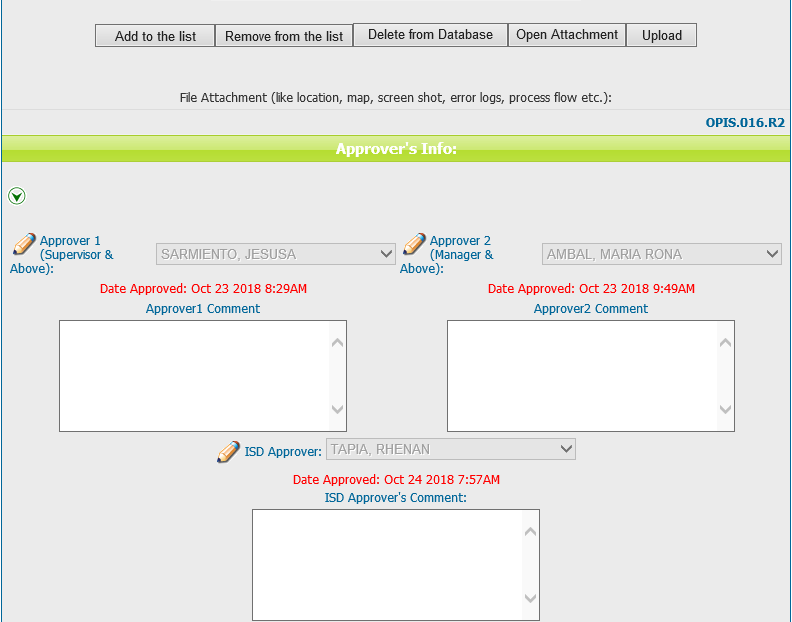 Add to the list Remove from the list Delete from Database Open Attachment Upload
File Attachment (like location, map, screen shot, error logs, process flow etc.):
OPIS.016.R2
Approver's Info:
Approver 1
(Supervisor &
Above):
SARMIENTO, JESUSA
Approver 2
(Manager &
Above):
AMBAL, MARIA RONA
Date Approved: Oct 23 2018 8:29AM
Date Approved: Oct 23 2018 9:49AM
Approver1 Comment
Approver2 Comment
ISD Approver: TAPIA, RHENAN
Date Approved: Oct 24 2018 7:57AM
ISD Approver's Comment: